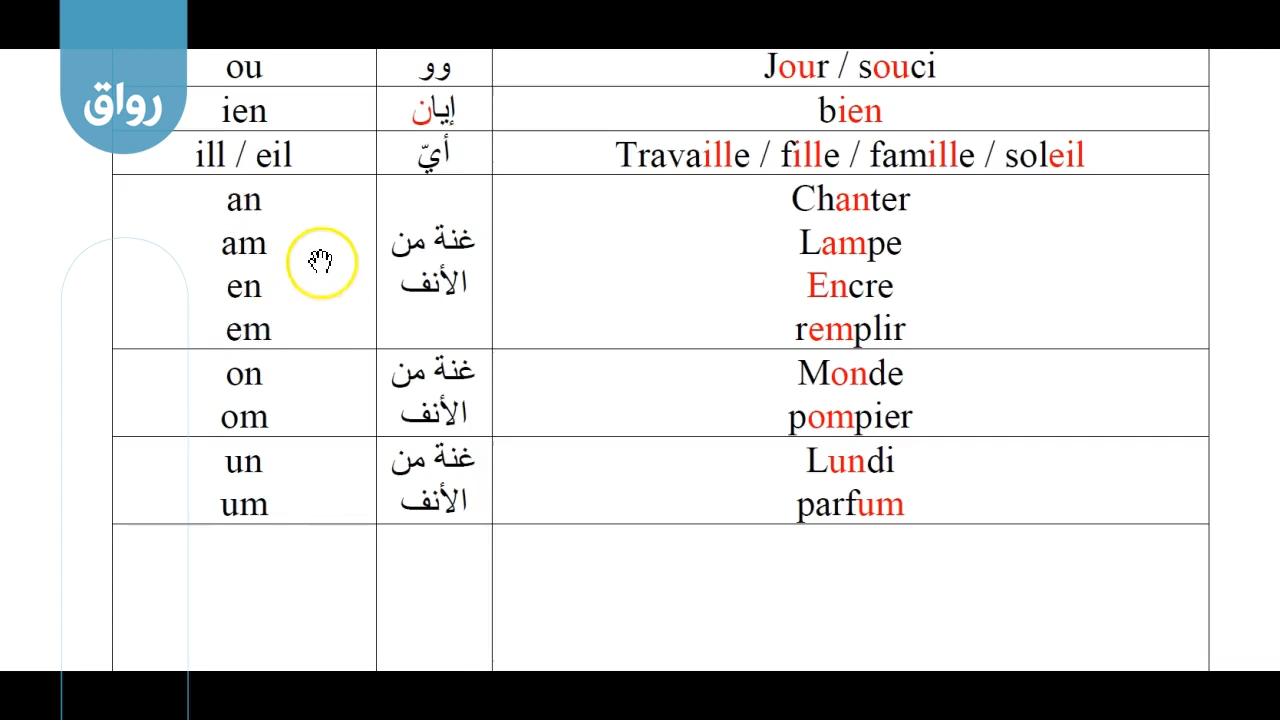 رواق
ou وو Jour / souci
ien إيان bien
ill / eil أيّ Travaille / fille / famille / soleil
an Chanter
am غنة من Lampe
en الأنف Encre
em remplir
on غنة من Monde
om الأنف pompier
un غنة من Lundi
um الأنف parfum